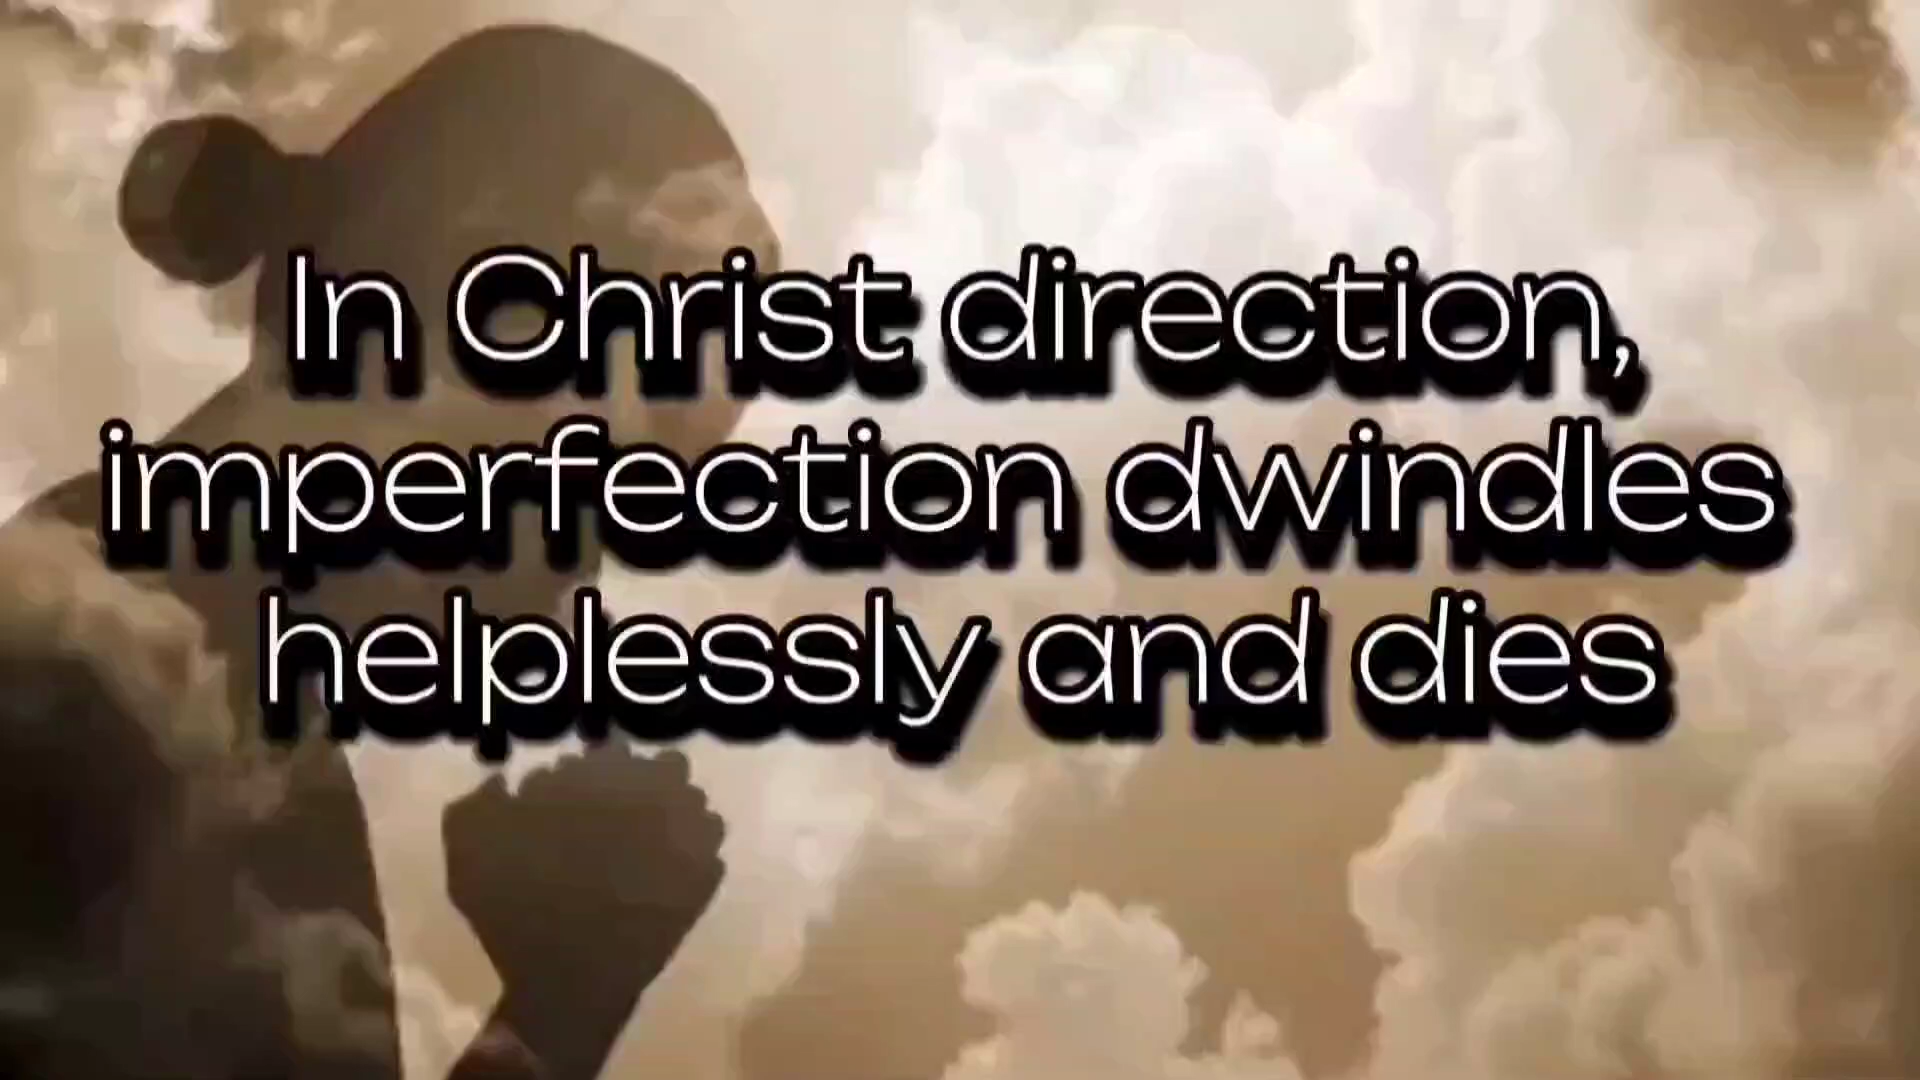 In Christ direction,
imperfection dwindles
helplessly and dies